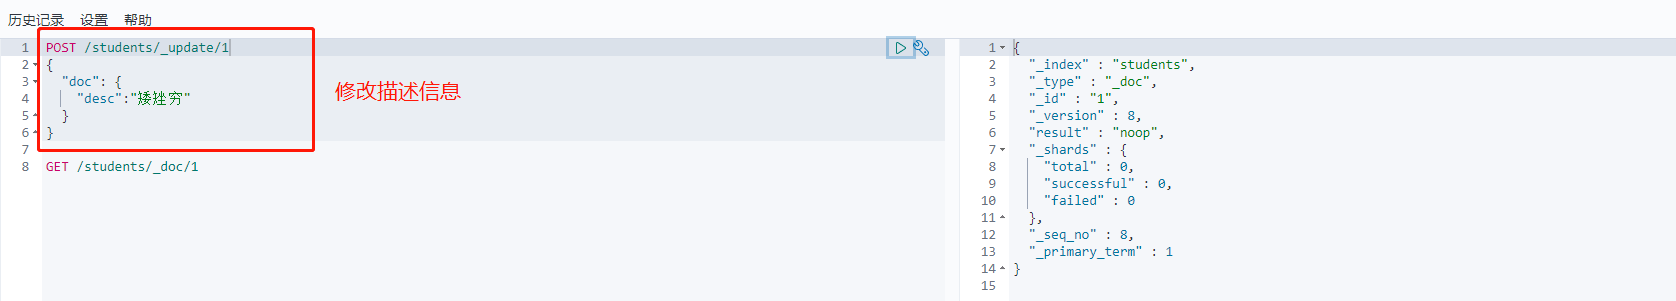 历史记录 设置 帮助
1 POST /students/_update/1
2 {
3 "doc": {
4 "desc":"矮矬穷"
5 }
6 }
7
8 GET /students/_doc/1
修改描述信息
1 {
2 "_index" : "students",
3 "_type" : "_doc",
4 "_id" : "1",
5 "_version" : 8,
6 "result" : "noop",
7 "_shards" : {
8 "total" : 0,
9 "successful" : 0,
10 "failed" : 0
11 },
12 "_seq_no" : 8,
13 "_primary_term" : 1
14 }
15